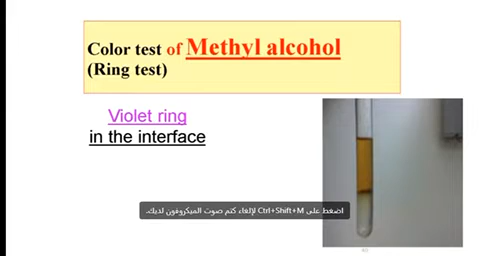 Color test of Methyl alcohol
(Ring test)
Violet ring
in the interface
اضغط على Ctrl+Shift+M لإلغاء كتم صوت الميكروفون لديك.